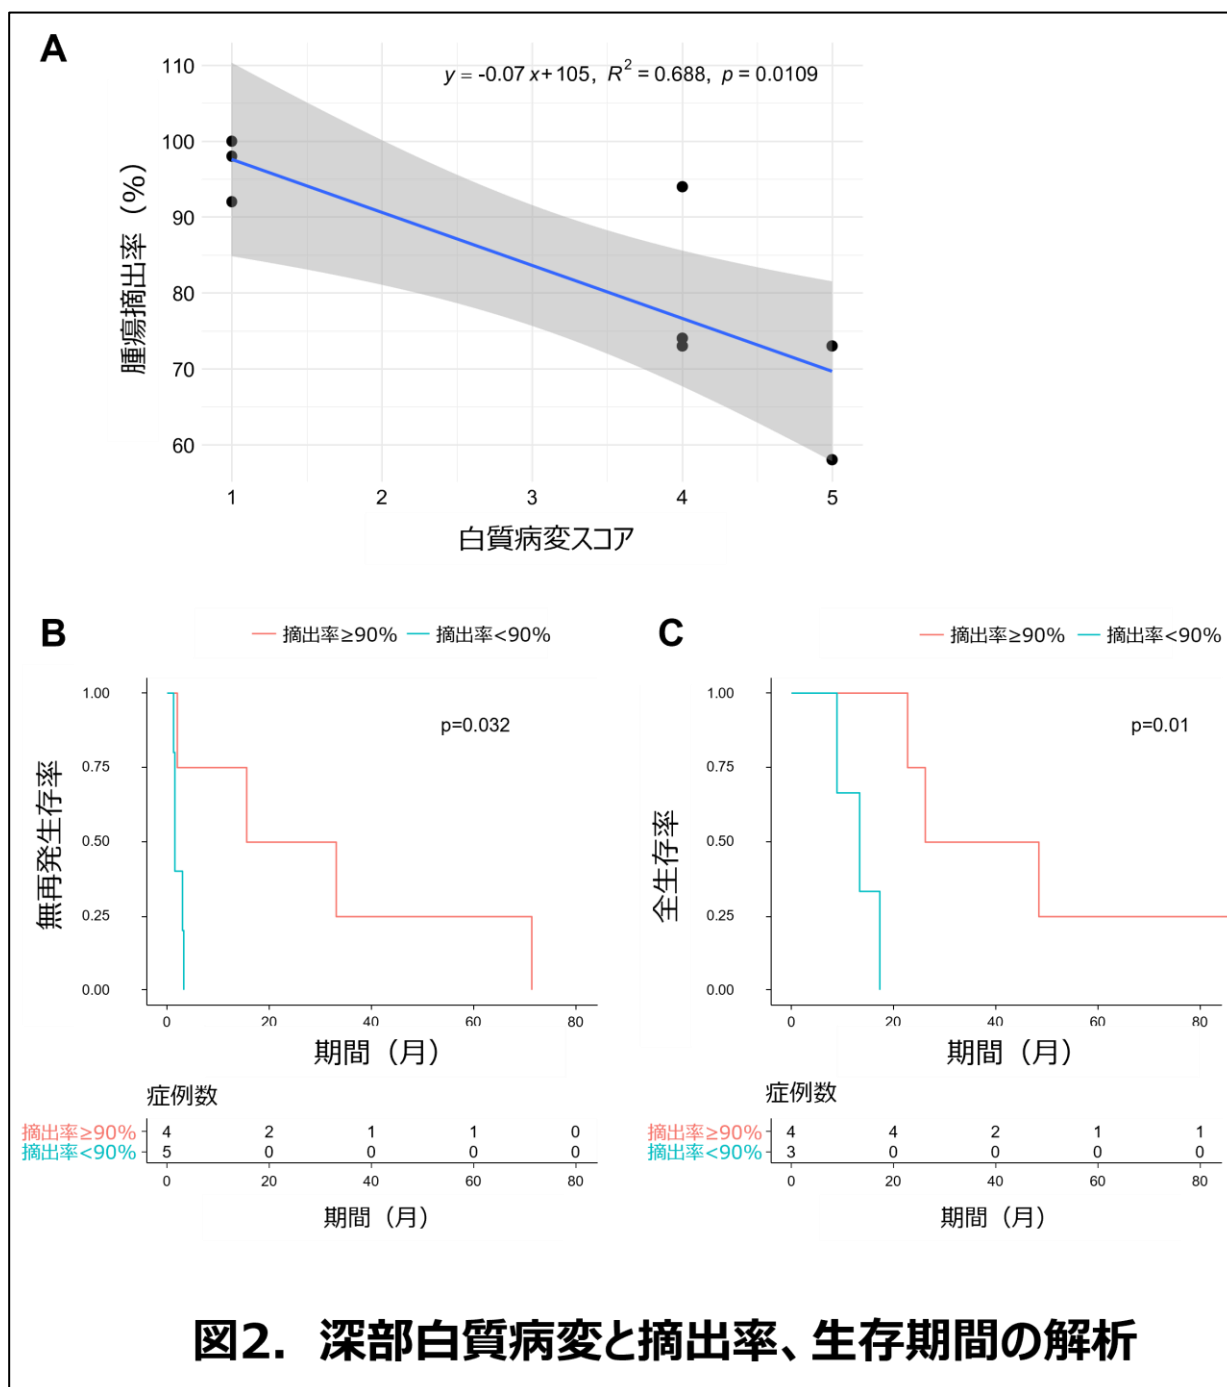 A
y = -0.07 x+105, R² = 0.688, p = 0.0109
110
100
90
80
70
60
腫瘍摘出率（%）
1 2 3 4 5
白質病変スコア
B
摘出率≥90% 摘出率<90%
1.00
0.75
0.50
0.25
0.00
p=0.032
無再発生存率
0 20 40 60 80
期間（月）
症例数
摘出率≥90% 4 2 1 1 0
摘出率<90% 5 0 0 0 0
0 20 40 60 80
期間（月）
C
摘出率≥90% 摘出率<90%
1.00
0.75
0.50
0.25
0.00
p=0.01
全生存率
0 20 40 60 80
期間（月）
症例数
摘出率≥90% 4 4 2 1 1
摘出率<90% 3 0 0 0 0
0 20 40 60 80
期間（月）
図2. 深部白質病変と摘出率、生存期間の解析